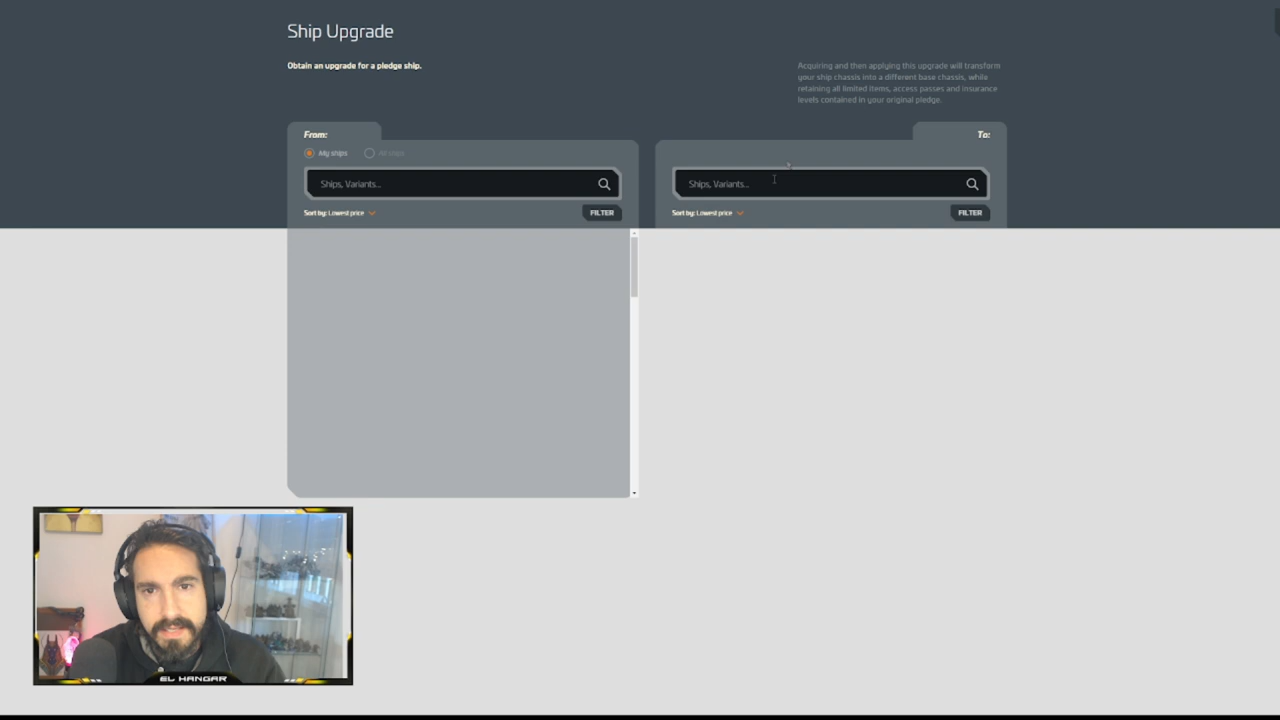 Ship Upgrade
Obtain an upgrade for a pledge ship.
Acquiring and then applying this upgrade will transform
your ship chassis into a different base chassis, while
retaining all limited items, access passes and insurance
levels contained in your original pledge.
From:
My ships
All ships
Ships, Variants...
Sort by: Lowest price
FILTER
To:
Ships, Variants...
Sort by: Lowest price
FILTER
EL HANGAR